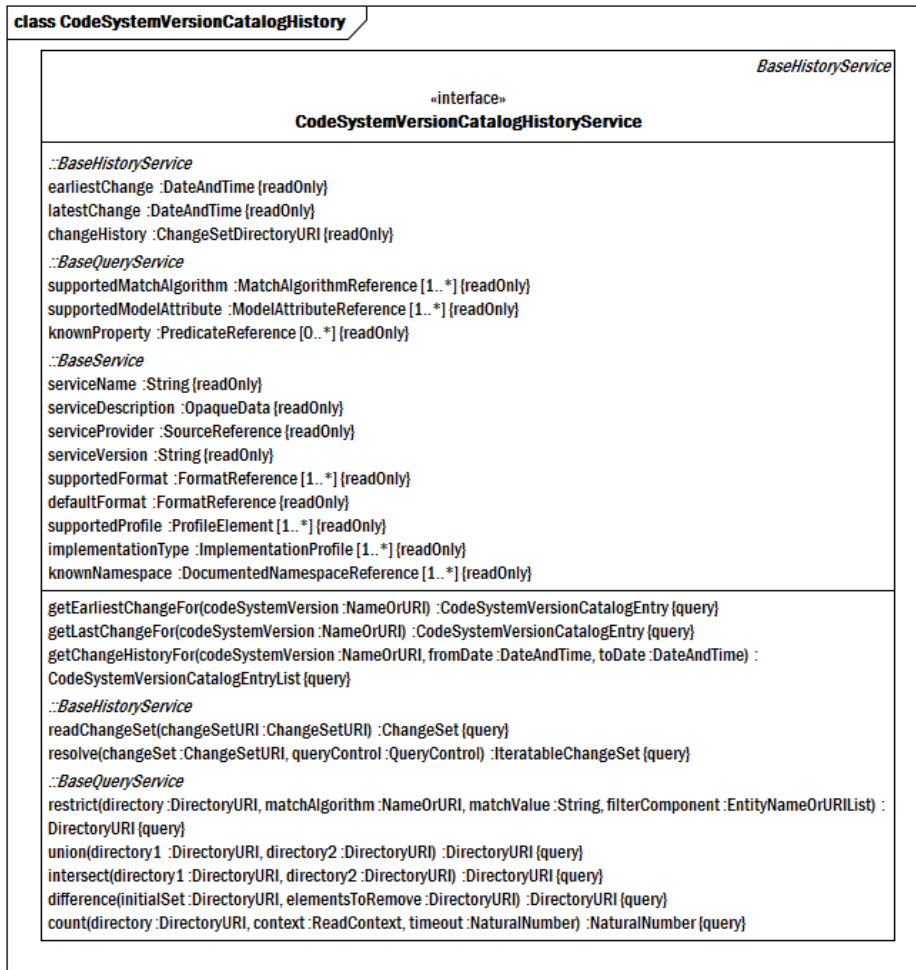 class CodeSystemVersionCatalogHistory
BaseHistoryService
«interface»
CodeSystemVersionCatalogHistoryService
::BaseHistoryService
earliestChange :DateAndTime {readOnly}
latestChange :DateAndTime {readOnly}
changeHistory :ChangeSetDirectoryURI {readOnly}
::BaseQueryService
supportedMatchAlgorithm :MatchAlgorithmReference [1..*] {readOnly}
supportedModelAttribute :ModelAttributeReference [1..*] {readOnly}
knownProperty :PredicateReference [0..*] {readOnly}
::BaseService
serviceName :String {readOnly}
serviceDescription :OpaqueData {readOnly}
serviceProvider :SourceReference {readOnly}
serviceVersion :String {readOnly}
supportedFormat :FormatReference [1..*] {readOnly}
defaultFormat :FormatReference {readOnly}
supportedProfile :ProfileElement [1..*] {readOnly}
implementationType :ImplementationProfile [1..*] {readOnly}
knownNamespace :DocumentedNamespaceReference [1..*] {readOnly}
getEarliestChangeFor(codeSystemVersion :NameOrURI) :CodeSystemVersionCatalogEntry {query}
getLastChangeFor(codeSystemVersion :NameOrURI) :CodeSystemVersionCatalogEntry {query}
getChangeHistoryFor(codeSystemVersion :NameOrURI, fromDate :DateAndTime, toDate :DateAndTime) :
CodeSystemVersionCatalogEntryList {query}
::BaseHistoryService
readChangeSet(changeSetURI :ChangeSetURI) :ChangeSet {query}
resolve(changeSet :ChangeSetURI, queryControl :QueryControl) :IteratableChangeSet {query}
::BaseQueryService
restrict(directory :DirectoryURI, matchAlgorithm :NameOrURI, matchValue :String, filterComponent :EntityNameOrURIList) :
DirectoryURI {query}
union(directory1 :DirectoryURI, directory2 :DirectoryURI) :DirectoryURI {query}
intersect(directory1 :DirectoryURI, directory2 :DirectoryURI) :DirectoryURI {query}
difference(initialSet :DirectoryURI, elementsToRemove :DirectoryURI) :DirectoryURI {query}
count(directory :DirectoryURI, context :ReadContext, timeout :NaturalNumber) :NaturalNumber {query}